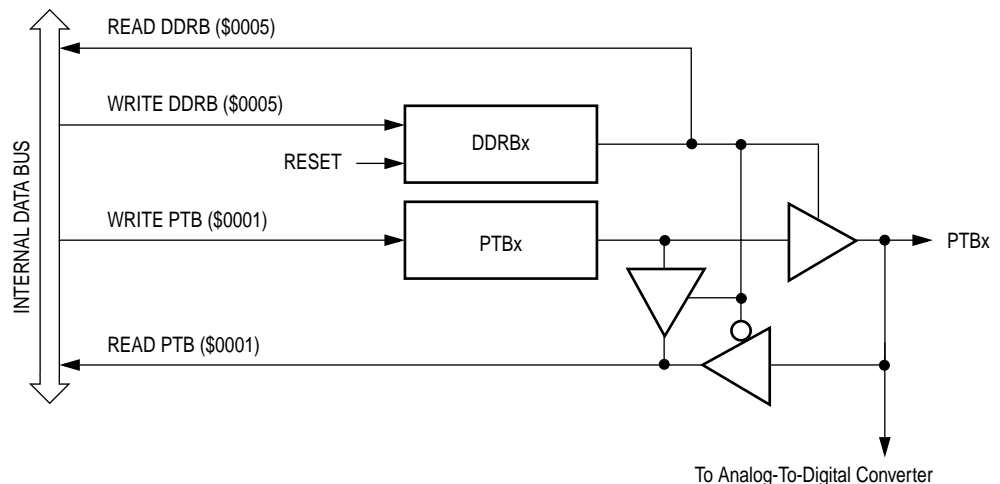 READ DDRB ($0005)
WRITE DDRB ($0005)
DDRBx
RESET
INTERNAL DATA BUS
WRITE PTB ($0001)
PTBx
PTBx
READ PTB ($0001)
To Analog-To-Digital Converter